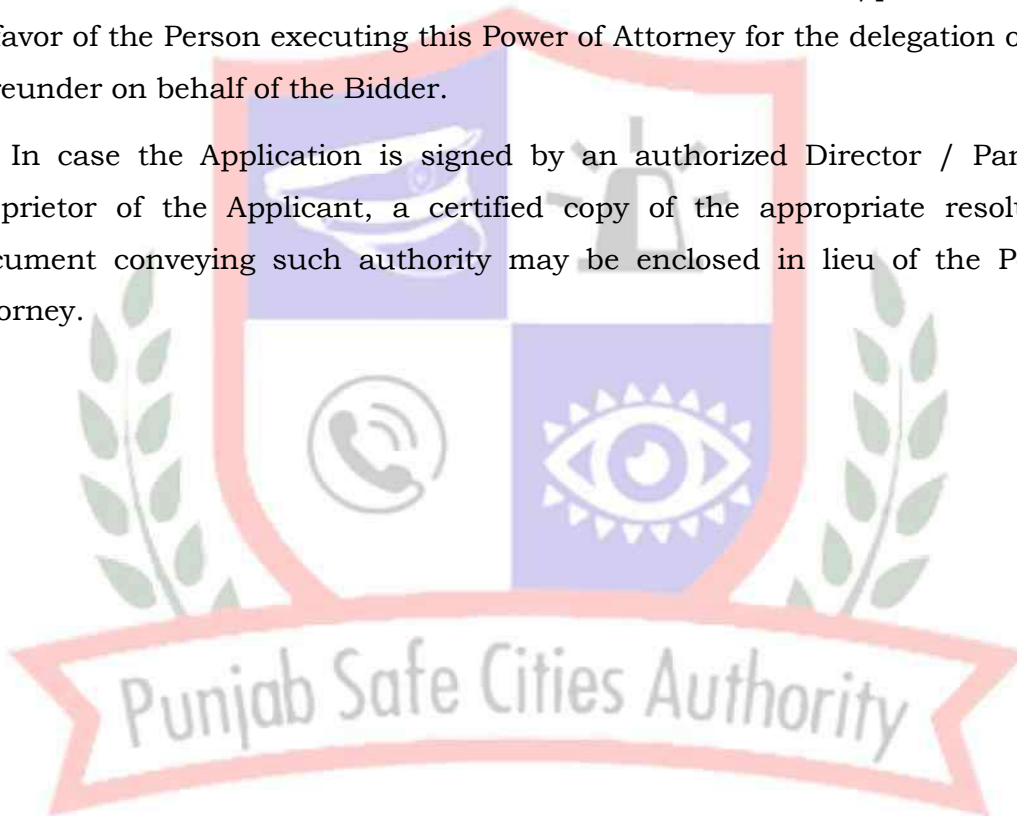 favor of the Person executing this Power of Attorney for the delegation o
reunder on behalf of the Bidder.
In case the Application is signed by an authorized Director / Par
prietor of the Applicant, a certified copy of the appropriate resolut
cument conveying such authority may be enclosed in lieu of the P
orney.
Punjab Safe Cities Authority